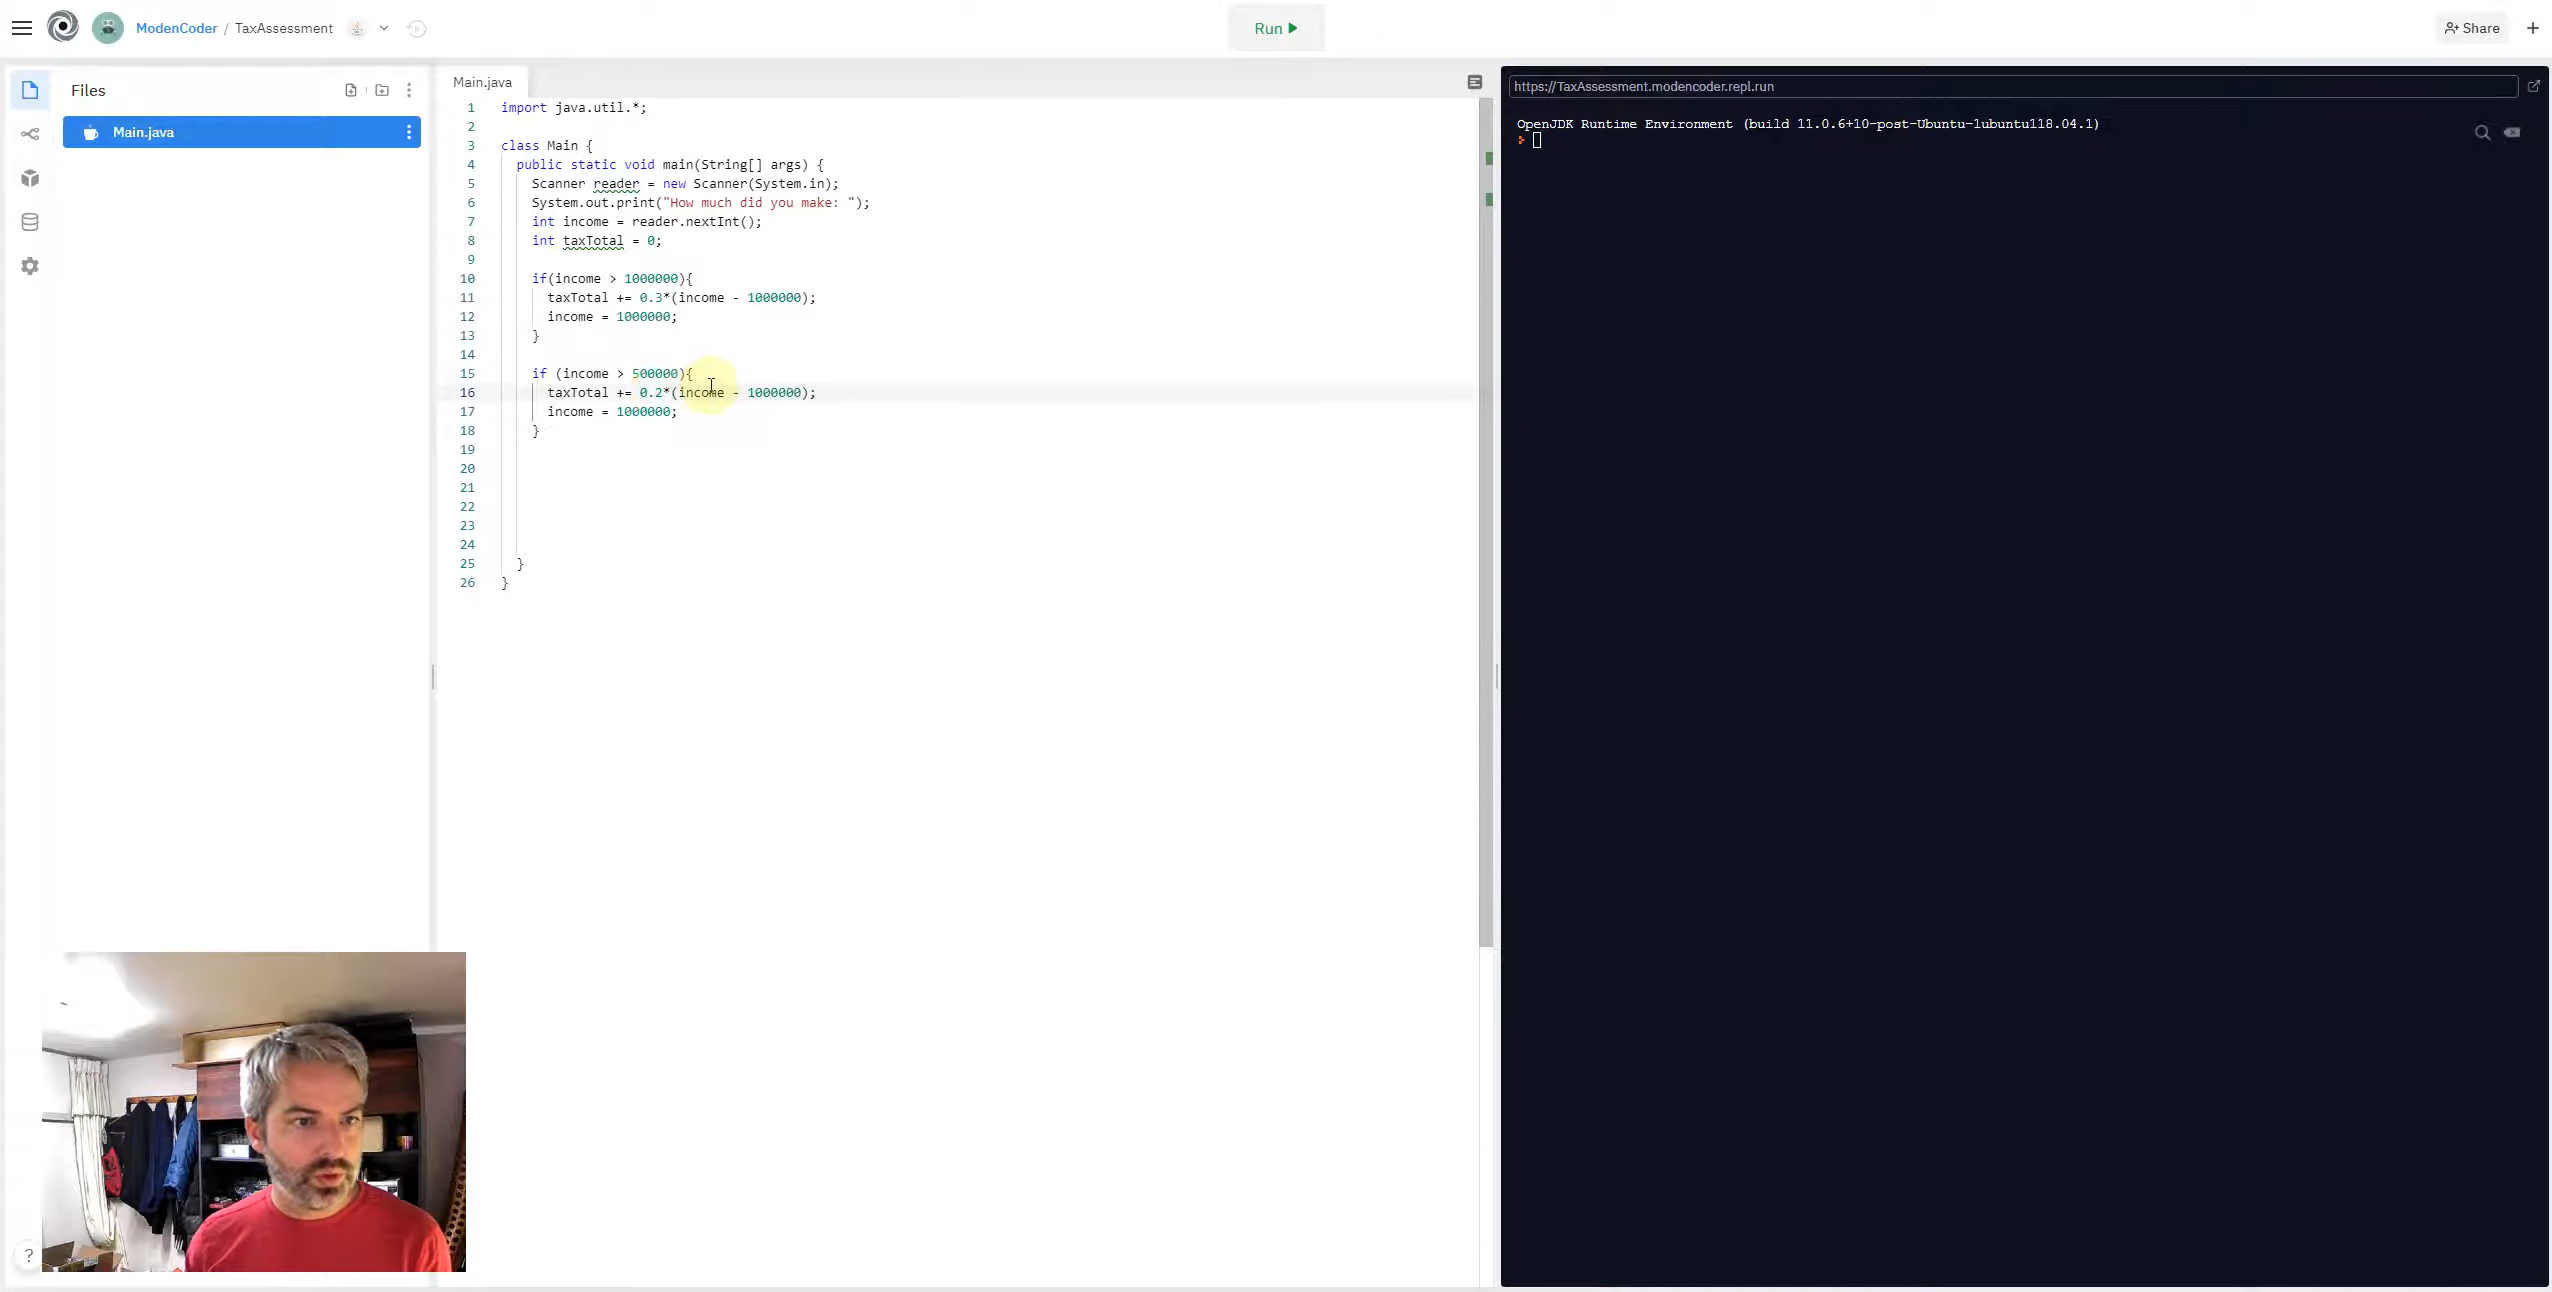 ModenCoder / TaxAssessment
Run
Share
Files
Main.java
Main.java
1 import java.util.*;
2
3 class Main {
4 public static void main(String[] args) {
5 Scanner reader = new Scanner(System.in);
6 System.out.print("How much did you make: ");
7 int income = reader.nextInt();
8 int taxTotal = 0;
9
10 if(income > 1000000){
11 taxTotal += 0.3*(income - 1000000);
12 income = 1000000;
13 }
14
15 if (income > 500000){
16 taxTotal += 0.2*(income - 1000000);
17 income = 1000000;
18 }
19
20
21
22
23
24
25 }
26 }
https://TaxAssessment.modencoder.repl.run
OpenJDK Runtime Environment (build 11.0.6+10-post-Ubuntu-1ubuntu118.04.1)
?